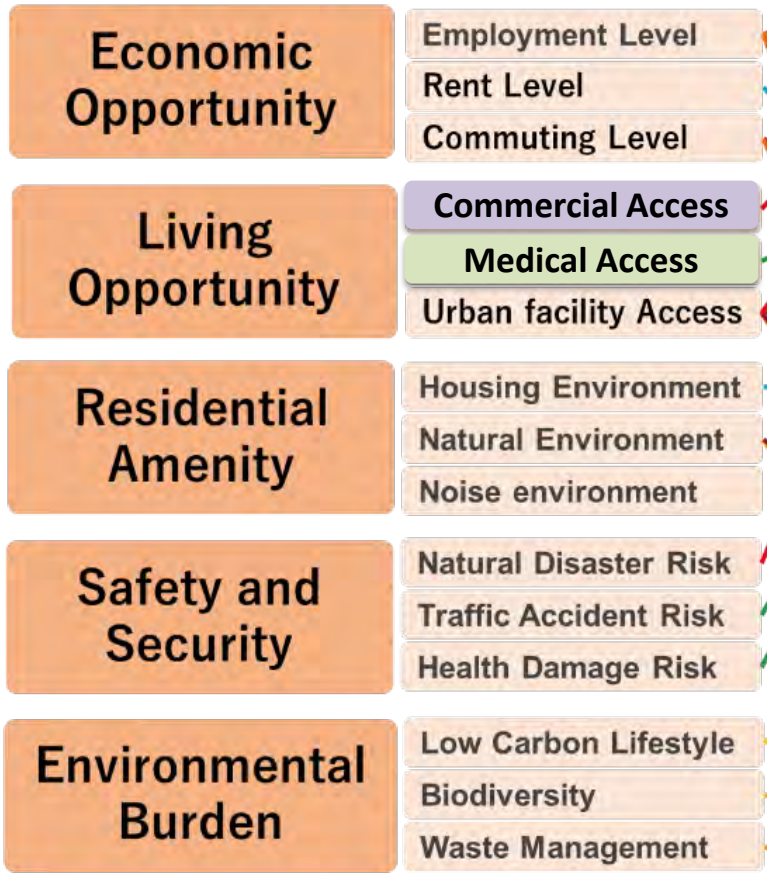 Economic
Opportunity
Employment Level
Rent Level
Commuting Level
Living
Opportunity
Commercial Access
Medical Access
Urban facility Access
Residential
Amenity
Housing Environment
Natural Environment
Noise environment
Safety and
Security
Natural Disaster Risk
Traffic Accident Risk
Health Damage Risk
Environmental
Burden
Low Carbon Lifestyle
Biodiversity
Waste Management